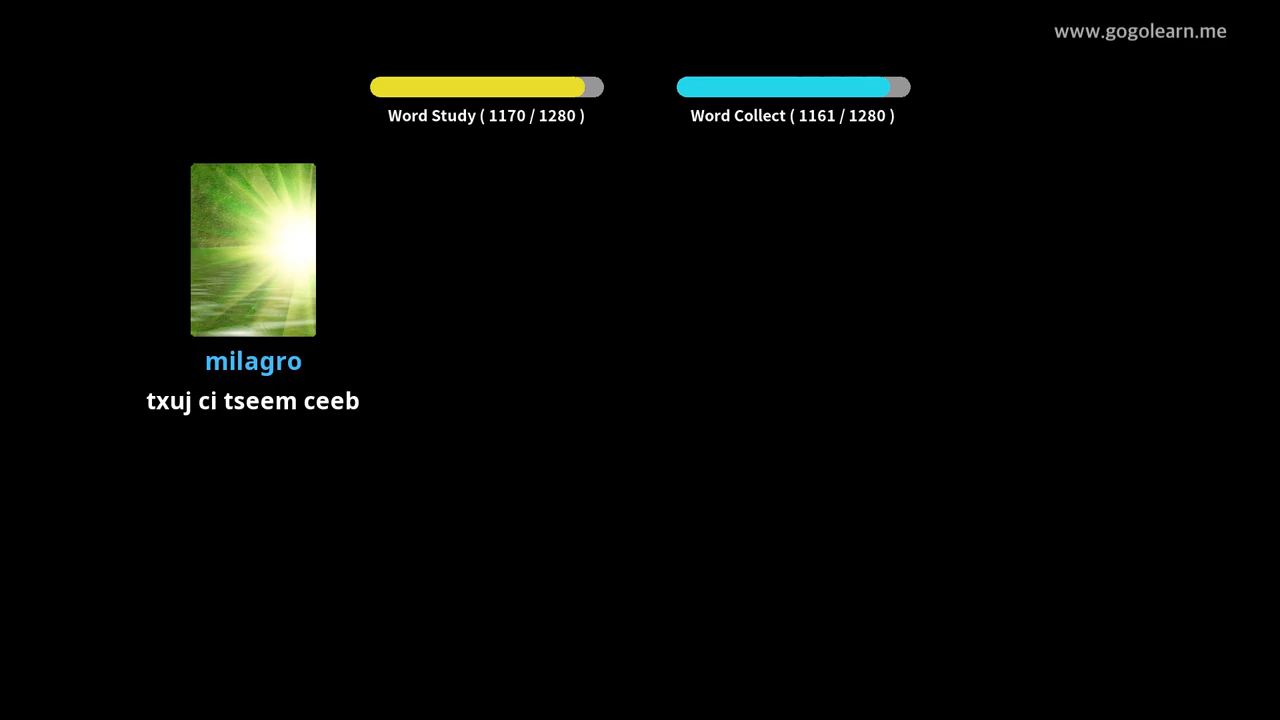 www.gogolearn.me
Word Study ( 1170 / 1280 )
Word Collect ( 1161 / 1280 )
milagro
txuj ci tseem ceeb